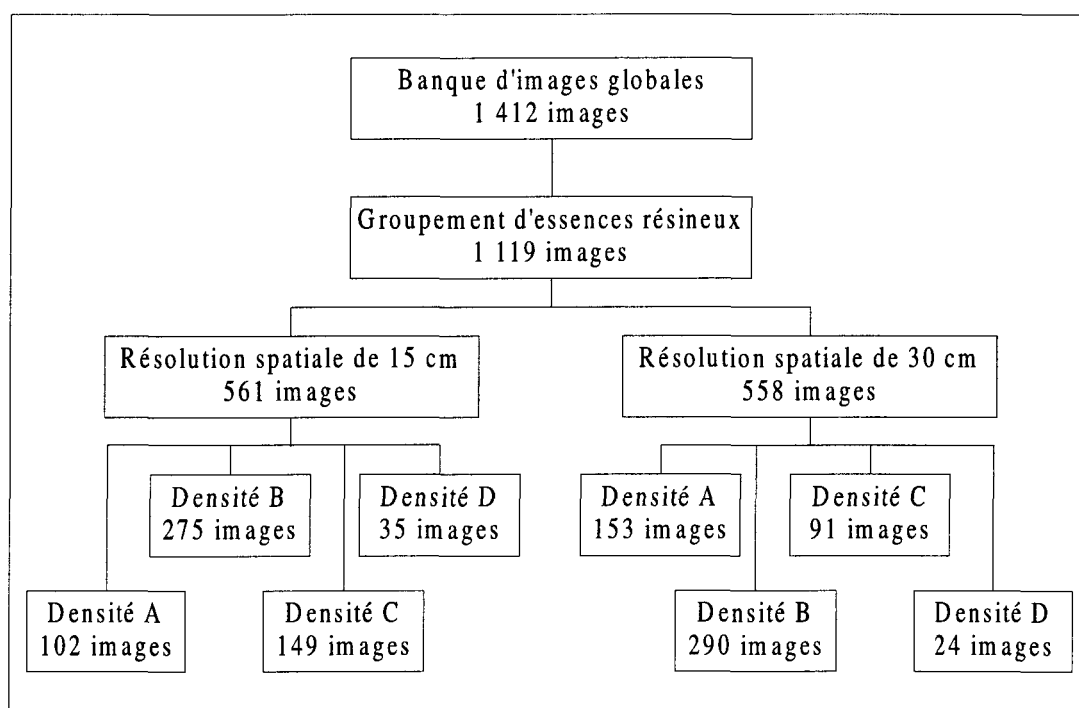 Banque d'images globales
1 412 images
Groupement d'essences résineux
1 119 images
Résolution spatiale de 15 cm
561 images
Résolution spatiale de 30 cm
558 images
Densité B
275 images
Densité D
35 images
Densité A
153 images
Densité C
91 images
Densité A
102 images
Densité C
149 images
Densité B
290 images
Densité D
24 images